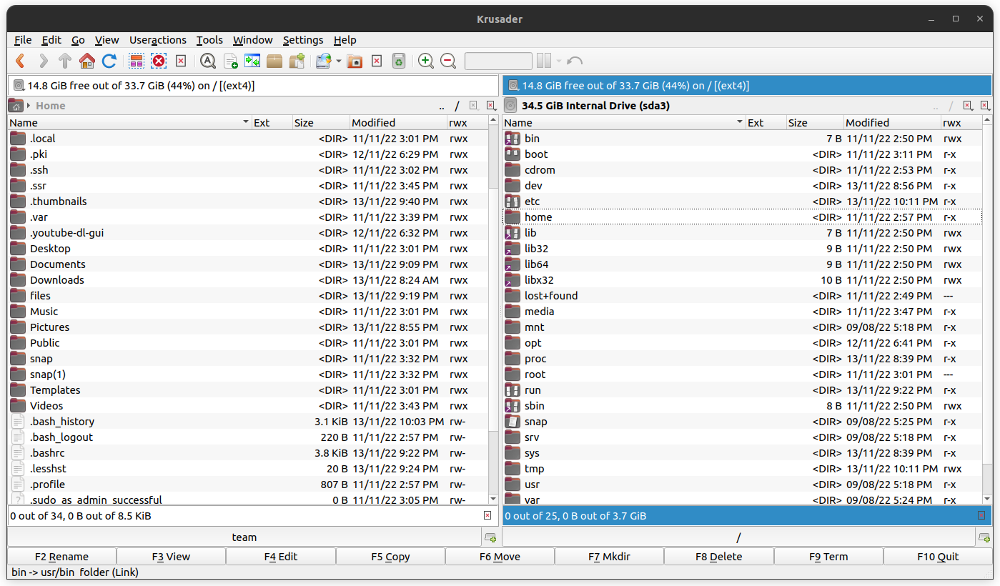 Krusader
File Edit Go View Useractions Tools Window Settings Help
14.8 GiB free out of 33.7 GiB (44%) on / [(ext4)]
Home .. /
Name Ext Size Modified rwx
.local <DIR> 11/11/22 3:01 PM rwx
.pki <DIR> 12/11/22 6:29 PM rwx
.ssh <DIR> 11/11/22 3:02 PM rwx
.ssr <DIR> 11/11/22 3:45 PM rwx
.thumbnails <DIR> 13/11/22 9:40 PM rwx
.var <DIR> 11/11/22 3:39 PM rwx
.youtube-dl-gui <DIR> 12/11/22 6:32 PM rwx
Desktop <DIR> 11/11/22 3:01 PM rwx
Documents <DIR> 13/11/22 9:09 PM rwx
Downloads <DIR> 13/11/22 8:24 AM rwx
files <DIR> 13/11/22 9:19 PM rwx
Music <DIR> 11/11/22 3:01 PM rwx
Pictures <DIR> 13/11/22 8:55 PM rwx
Public <DIR> 11/11/22 3:01 PM rwx
snap <DIR> 11/11/22 3:32 PM rwx
snap(1) <DIR> 11/11/22 3:32 PM rwx
Templates <DIR> 11/11/22 3:01 PM rwx
Videos <DIR> 11/11/22 3:43 PM rwx
.bash_history 3.1 KiB 13/11/22 10:03 PM rw-
.bash_logout 220 B 11/11/22 2:57 PM rw-
.bashrc 3.8 KiB 13/11/22 9:22 PM rw-
.lesshst 20 B 13/11/22 9:24 PM rw-
.profile 807 B 11/11/22 2:57 PM rw-
.sudo_as_admin_successful 0 B 11/11/22 3:05 PM rw-
0 out of 34, 0 B out of 8.5 KiB
team
14.8 GiB free out of 33.7 GiB (44%) on / [(ext4)]
34.5 GiB Internal Drive (sda3) .. /
Name Ext Size Modified rwx
bin 7 B 11/11/22 2:50 PM rwx
boot <DIR> 11/11/22 3:11 PM r-x
cdrom <DIR> 11/11/22 2:53 PM r-x
dev <DIR> 13/11/22 8:56 PM r-x
etc <DIR> 13/11/22 10:11 PM r-x
home <DIR> 11/11/22 2:57 PM r-x
lib 7 B 11/11/22 2:50 PM rwx
lib32 9 B 11/11/22 2:50 PM rwx
lib64 9 B 11/11/22 2:50 PM rwx
libx32 10 B 11/11/22 2:50 PM rwx
lost+found <DIR> 11/11/22 2:49 PM ---
media <DIR> 11/11/22 3:47 PM r-x
mnt <DIR> 09/08/22 5:18 PM r-x
opt <DIR> 12/11/22 6:41 PM r-x
proc <DIR> 13/11/22 8:39 PM r-x
root <DIR> 11/11/22 3:01 PM ---
run <DIR> 13/11/22 9:22 PM r-x
sbin 8 B 11/11/22 2:50 PM rwx
snap <DIR> 09/08/22 5:25 PM r-x
srv <DIR> 09/08/22 5:18 PM r-x
sys <DIR> 13/11/22 8:39 PM r-x
tmp <DIR> 13/11/22 10:11 PM rwx
usr <DIR> 09/08/22 5:18 PM r-x
var <DIR> 09/08/22 5:24 PM r-x
0 out of 25, 0 B out of 3.7 GiB
/
F2 Rename F3 View F4 Edit F5 Copy F6 Move F7 Mkdir F8 Delete F9 Term F10 Quit
bin -> usr/bin folder (Link)